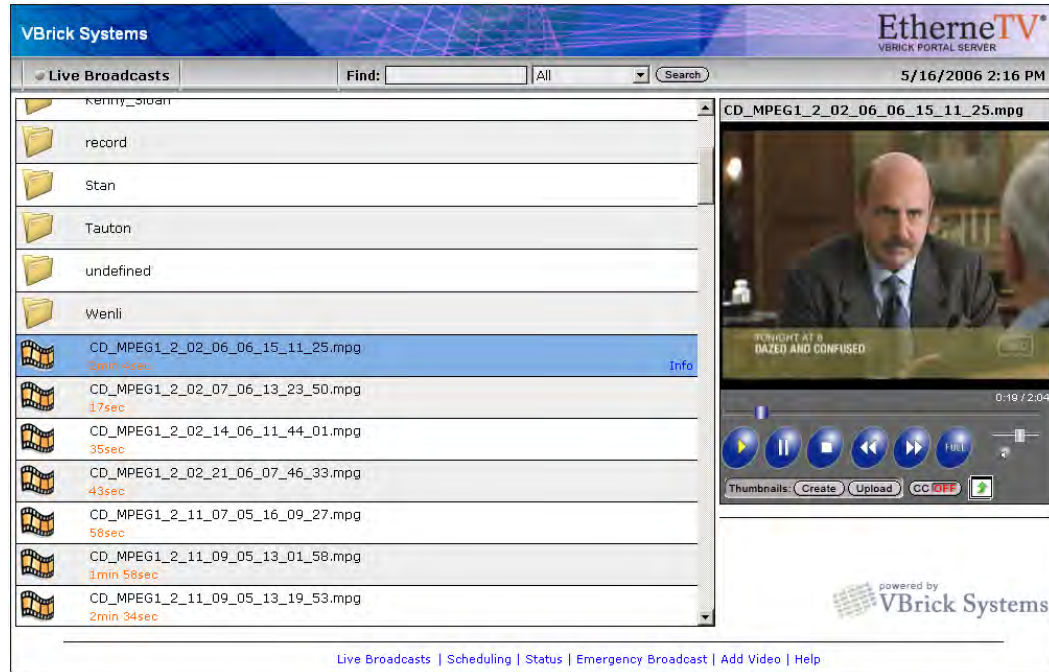 VBrick Systems
EtherneTV
VBRICK PORTAL SERVER
Live Broadcasts
Find:
All
Search
5/16/2006 2:16 PM
Kenny_Sloan
record
Stan
Tauton
undefined
Wenli
CD_MPEG1_2_02_06_06_15_11_25.mpg
2min 4sec
Info
CD_MPEG1_2_02_07_06_13_23_50.mpg
17sec
CD_MPEG1_2_02_14_06_11_44_01.mpg
35sec
CD_MPEG1_2_02_21_06_07_46_33.mpg
43sec
CD_MPEG1_2_11_07_05_16_09_27.mpg
58sec
CD_MPEG1_2_11_09_05_13_01_58.mpg
1min 58sec
CD_MPEG1_2_11_09_05_13_19_53.mpg
2min 34sec
CD_MPEG1_2_02_06_06_15_11_25.mpg
TONIGHT AT 8
DAZED AND CONFUSED
0:19 / 2:04
FULL
Thumbnails: Create Upload CC OFF
powered by
VBrick Systems
Live Broadcasts | Scheduling | Status | Emergency Broadcast | Add Video | Help